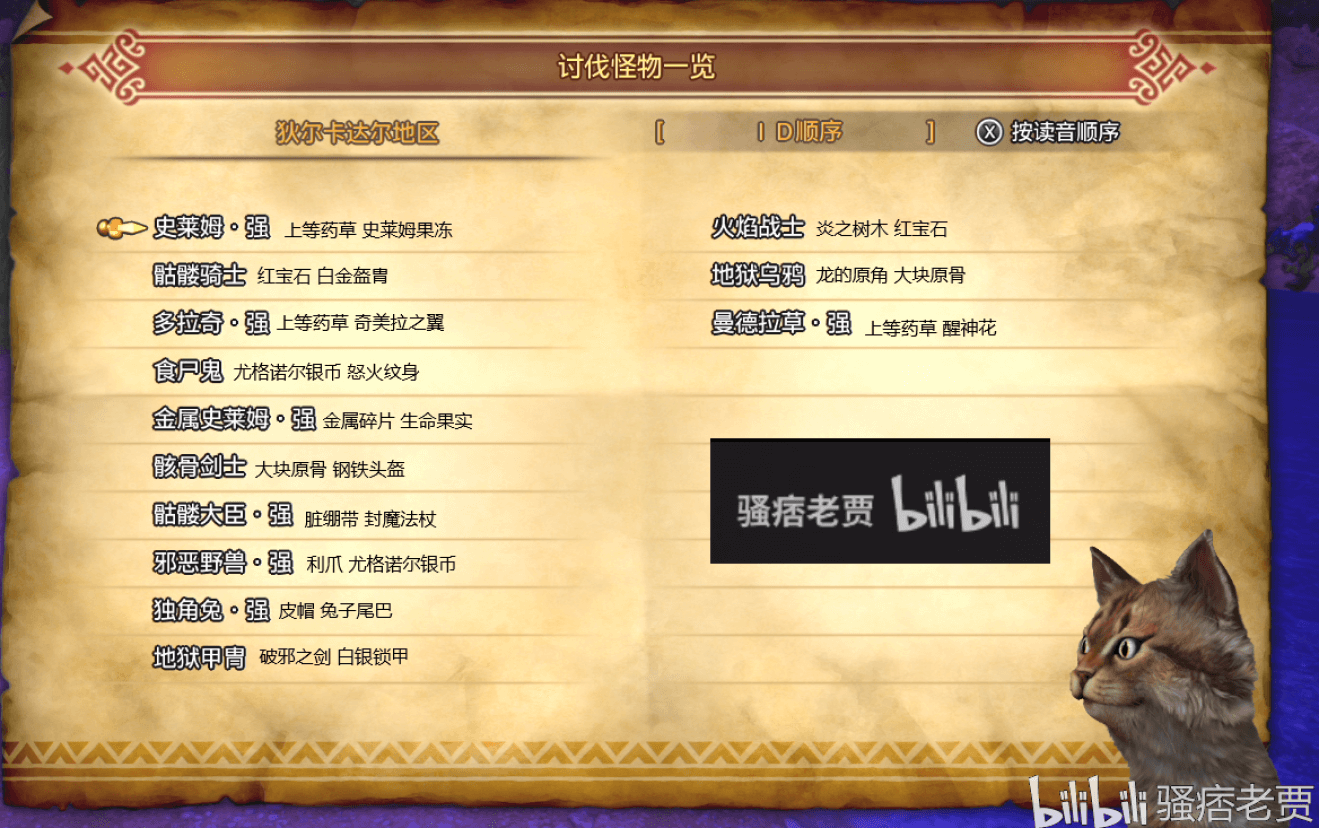 讨伐怪物一览
狄尔卡达尔地区
[ ID顺序 ] Ⓧ 按读音顺序
史莱姆·强 上等药草 史莱姆果冻
骷髅骑士 红宝石 白金盔胄
多拉奇·强 上等药草 奇美拉之翼
食尸鬼 尤格诺尔银币 怒火纹身
金属史莱姆·强 金属碎片 生命果实
骸骨剑士 大块原骨 钢铁头盔
骷髅大臣·强 脏绷带 封魔法杖
邪恶野兽·强 利爪 尤格诺尔银币
独角兔·强 皮帽 兔子尾巴
地狱甲胄 破邪之剑 白银锁甲
火焰战士 炎之树木 红宝石
地狱乌鸦 龙的原角 大块原骨
曼德拉草·强 上等药草 醒神花
骚痞老贾 bilibili
bilibili 骚痞老贾